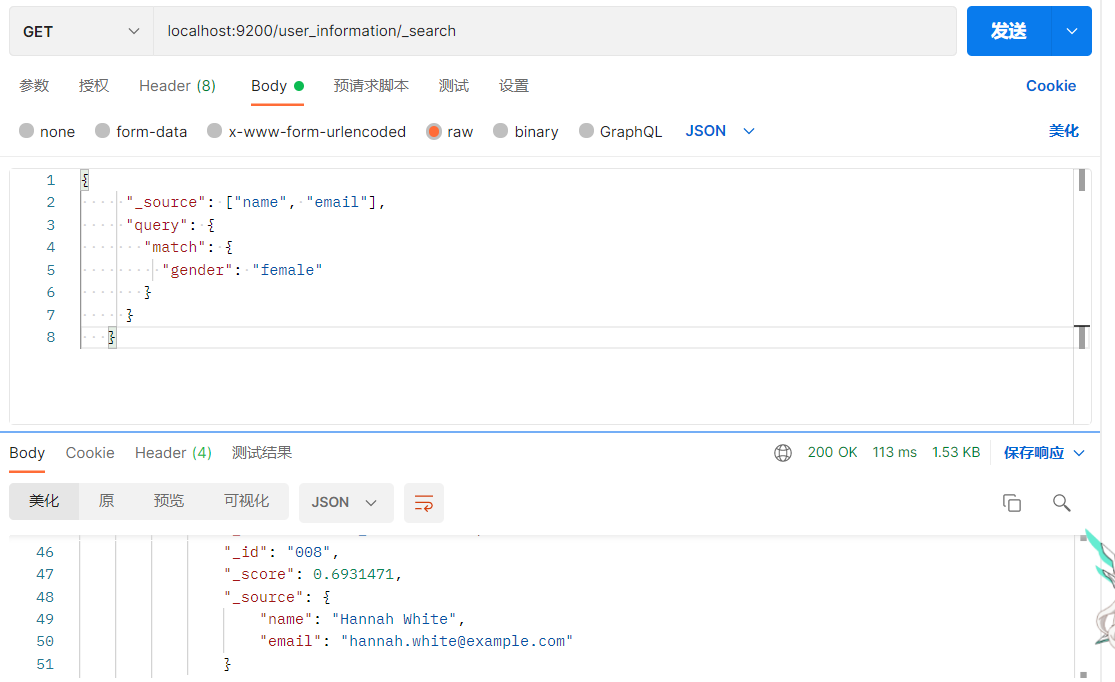 GET localhost:9200/user_information/_search 发送
参数 授权 Header (8) Body 预请求脚本 测试 设置 Cookie
none form-data x-www-form-urlencoded raw binary GraphQL JSON 美化
1 {
2 "_source": ["name", "email"],
3 "query": {
4 "match": {
5 "gender": "female"
6 }
7 }
8 }
Body Cookie Header (4) 测试结果 200 OK 113 ms 1.53 KB 保存响应
美化 原 预览 可视化 JSON
46 "_id": "008",
47 "_score": 0.6931471,
48 "_source": {
49 "name": "Hannah White",
50 "email": "hannah.white@example.com"
51 }